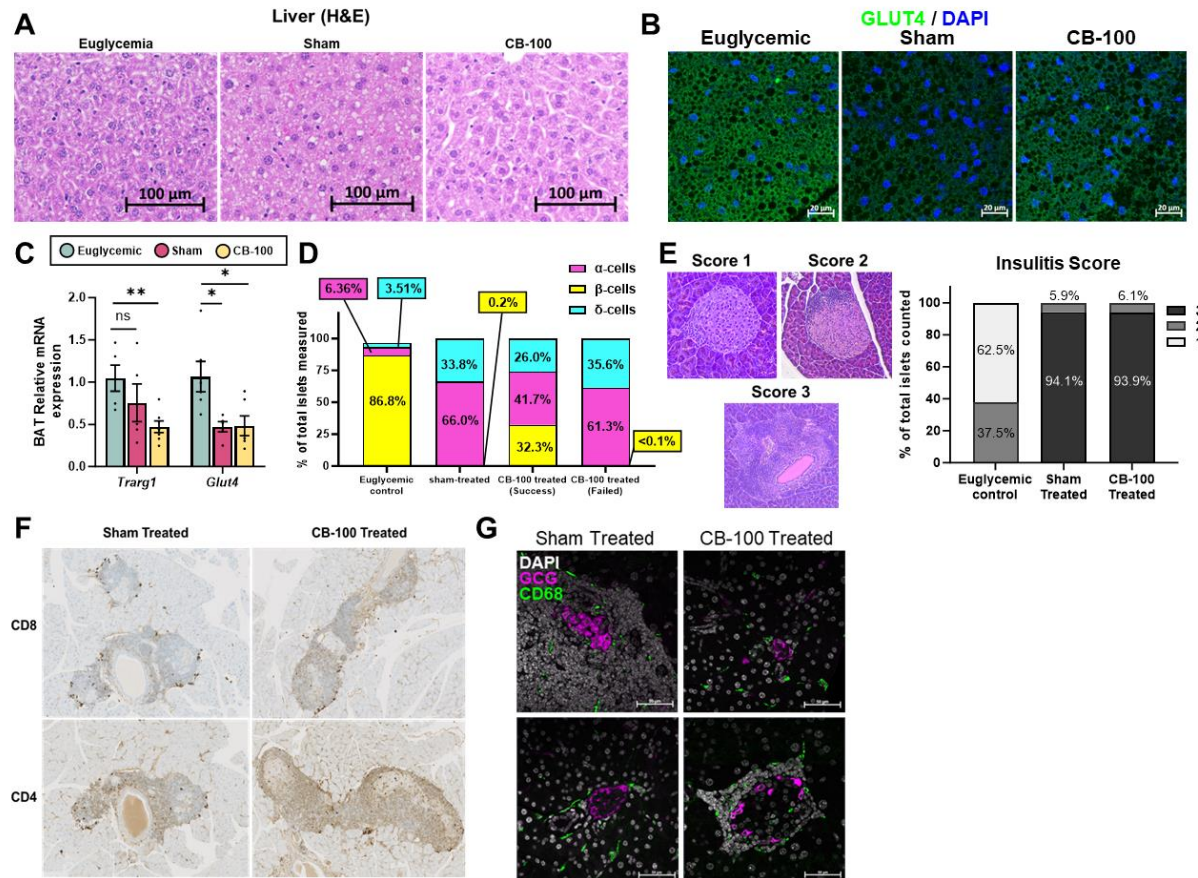 A
Liver (H&E)
Euglycemia
Sham
CB-100
100 µm
100 µm
100 µm
B
GLUT4 / DAPI
Euglycemic
Sham
CB-100
20 µm
20 µm
20 µm
C
Euglycemic
Sham
CB-100
BAT Relative mRNA
expression
2.0
1.5
1.0
0.5
0.0
ns
**
*
*
Trarg1
Glut4
D
α-cells
β-cells
δ-cells
6.36%
3.51%
0.2%
<0.1%
% of total islets measured
100
75
50
25
0
86.8%
33.8%
66.0%
26.0%
41.7%
32.3%
35.6%
61.3%
Euglycemic
control
sham-treated
CB-100 treated
(Success)
CB-100 treated
(Failed)
E
Score 1
Score 2
Score 3
Insulitis Score
% of total islets counted
100
80
60
40
20
0
62.5%
37.5%
5.9%
94.1%
6.1%
93.9%
Euglycemic
control
Sham
Treated
CB-100
Treated
F
Sham Treated
CB-100 Treated
CD8
CD4
G
Sham Treated
CB-100 Treated
DAPI
GCG
CD68